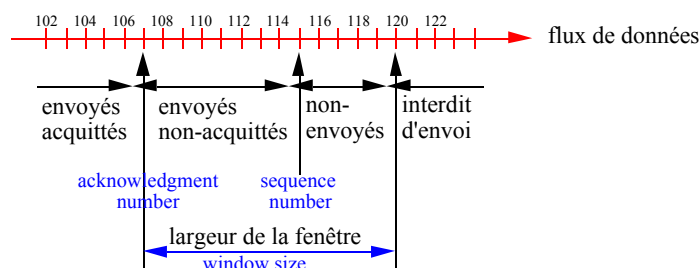 102 104 106 108 110 112 114 116 118 120 122
flux de données
envoyés
acquittés
envoyés
non-acquittés
non-
envoyés
interdit
d'envoi
acknowledgment
number
sequence
number
largeur de la fenêtre
window size